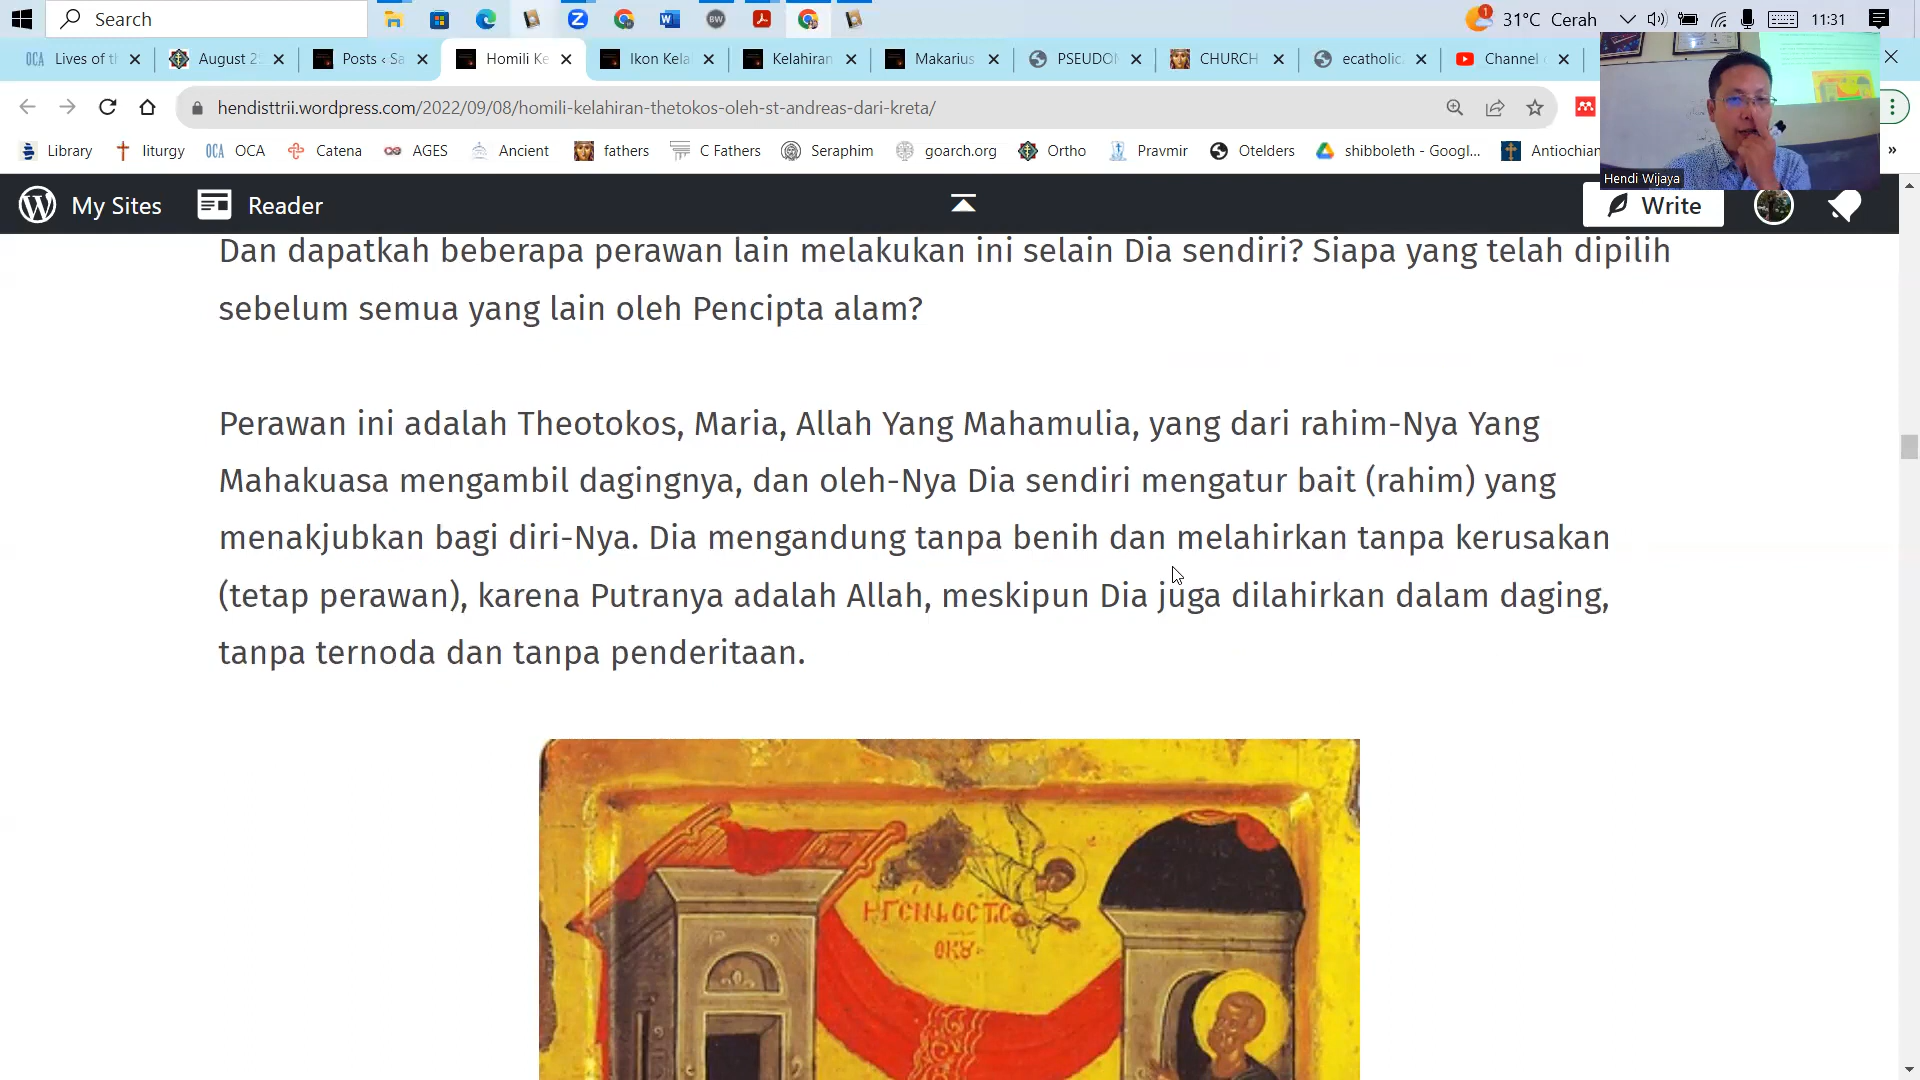 Search
31°C Cerah
11:31
OCA Lives of t
August 2
Posts ‹ Sa
Homili Ke
Ikon Kela
Kelahiran
Makarius
PSEUDO
CHURCH
ecatholic
Channel
hendisttrii.wordpress.com/2022/09/08/homili-kelahiran-thetokos-oleh-st-andreas-dari-kreta/
Library
liturgy
OCA OCA
Catena
AGES
Ancient
fathers
C Fathers
Seraphim
goarch.org
Ortho
Pravmir
Otelders
shibboleth - Googl...
Antiochian
Hendi Wijaya
My Sites
Reader
Write
Dan dapatkah beberapa perawan lain melakukan ini selain Dia sendiri? Siapa yang telah dipilih
sebelum semua yang lain oleh Pencipta alam?
Perawan ini adalah Theotokos, Maria, Allah Yang Mahamulia, yang dari rahim-Nya Yang
Mahakuasa mengambil dagingnya, dan oleh-Nya Dia sendiri mengatur bait (rahim) yang
menakjubkan bagi diri-Nya. Dia mengandung tanpa benih dan melahirkan tanpa kerusakan
(tetap perawan), karena Putranya adalah Allah, meskipun Dia juga dilahirkan dalam daging,
tanpa ternoda dan tanpa penderitaan.